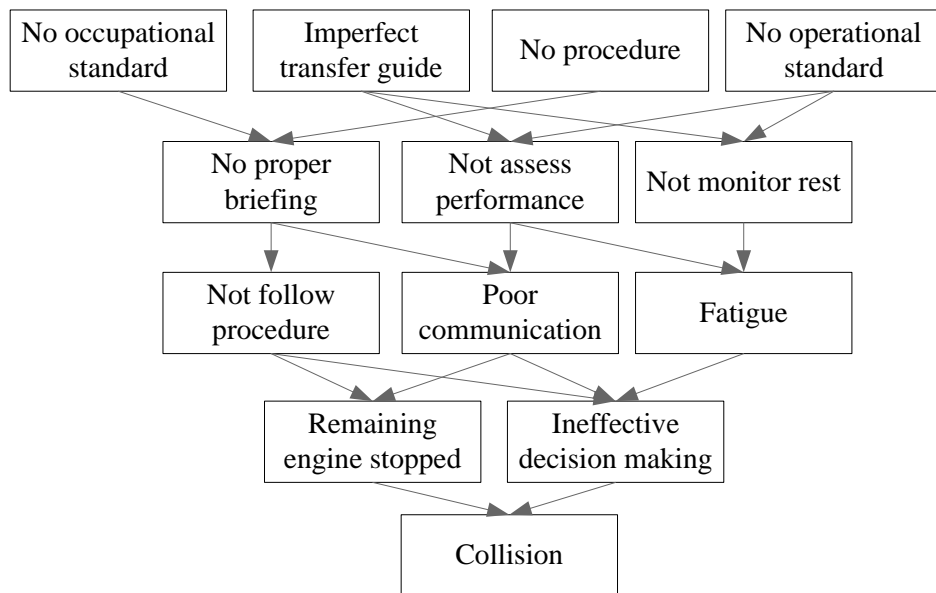 No occupational
standard
Imperfect
transfer guide
No procedure
No operational
standard
No proper
briefing
Not assess
performance
Not monitor rest
Not follow
procedure
Poor
communication
Fatigue
Remaining
engine stopped
Ineffective
decision making
Collision